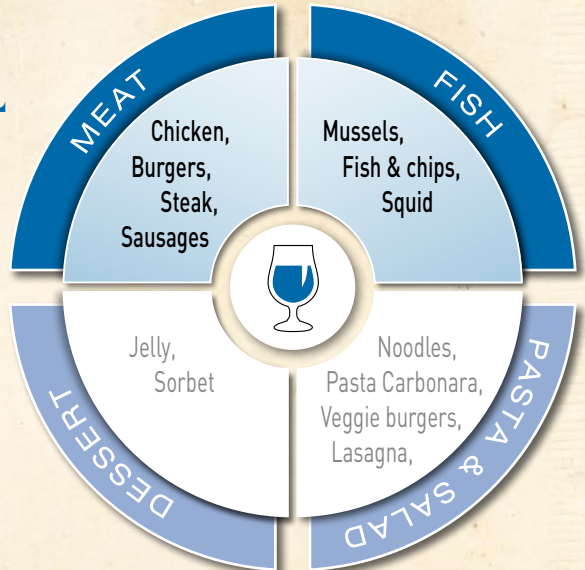 MEAT
Chicken,
Burgers,
Steak,
Sausages
FISH
Mussels,
Fish & chips,
Squid
DESSERT
Jelly,
Sorbet
PASTA & SALAD
Noodles,
Pasta Carbonara,
Veggie burgers,
Lasagna,